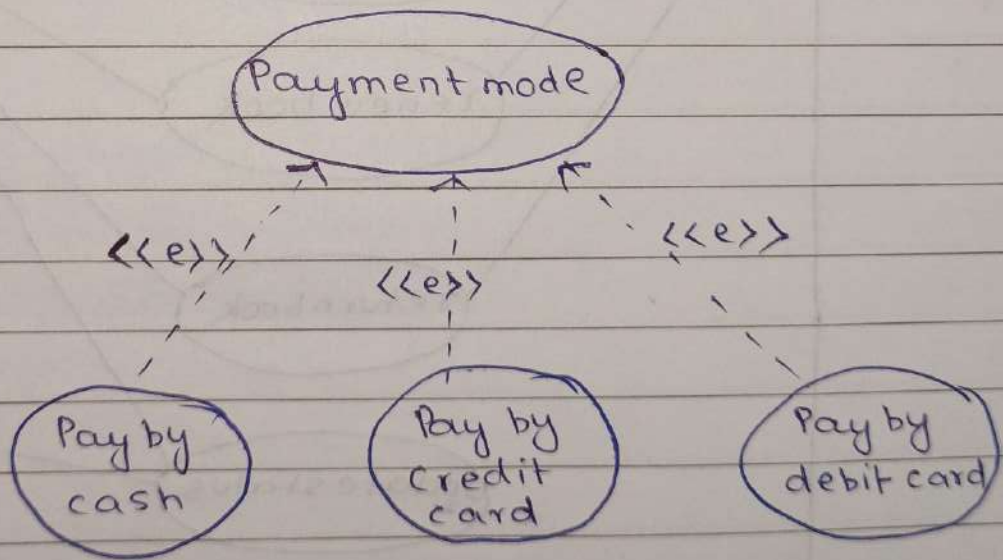 Payment mode
<<e>>
<<e>>
<<e>>
Pay by
cash
Pay by
credit
card
Pay by
debit card